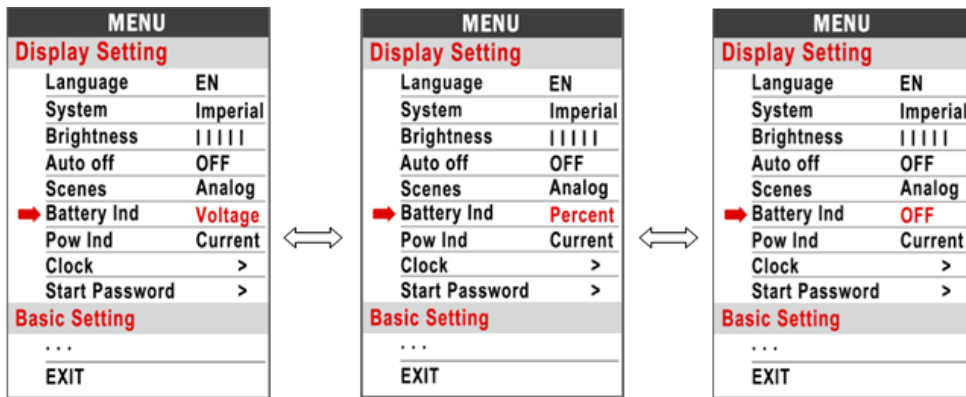 MENU
Display Setting
Language EN
System Imperial
Brightness | | | | |
Auto off OFF
Scenes Analog
Battery Ind Voltage
Pow Ind Current
Clock >
Start Password >
Basic Setting
. . .
EXIT
MENU
Display Setting
Language EN
System Imperial
Brightness | | | | |
Auto off OFF
Scenes Analog
Battery Ind Percent
Pow Ind Current
Clock >
Start Password >
Basic Setting
. . .
EXIT
MENU
Display Setting
Language EN
System Imperial
Brightness | | | | |
Auto off OFF
Scenes Analog
Battery Ind OFF
Pow Ind Current
Clock >
Start Password >
Basic Setting
. . .
EXIT